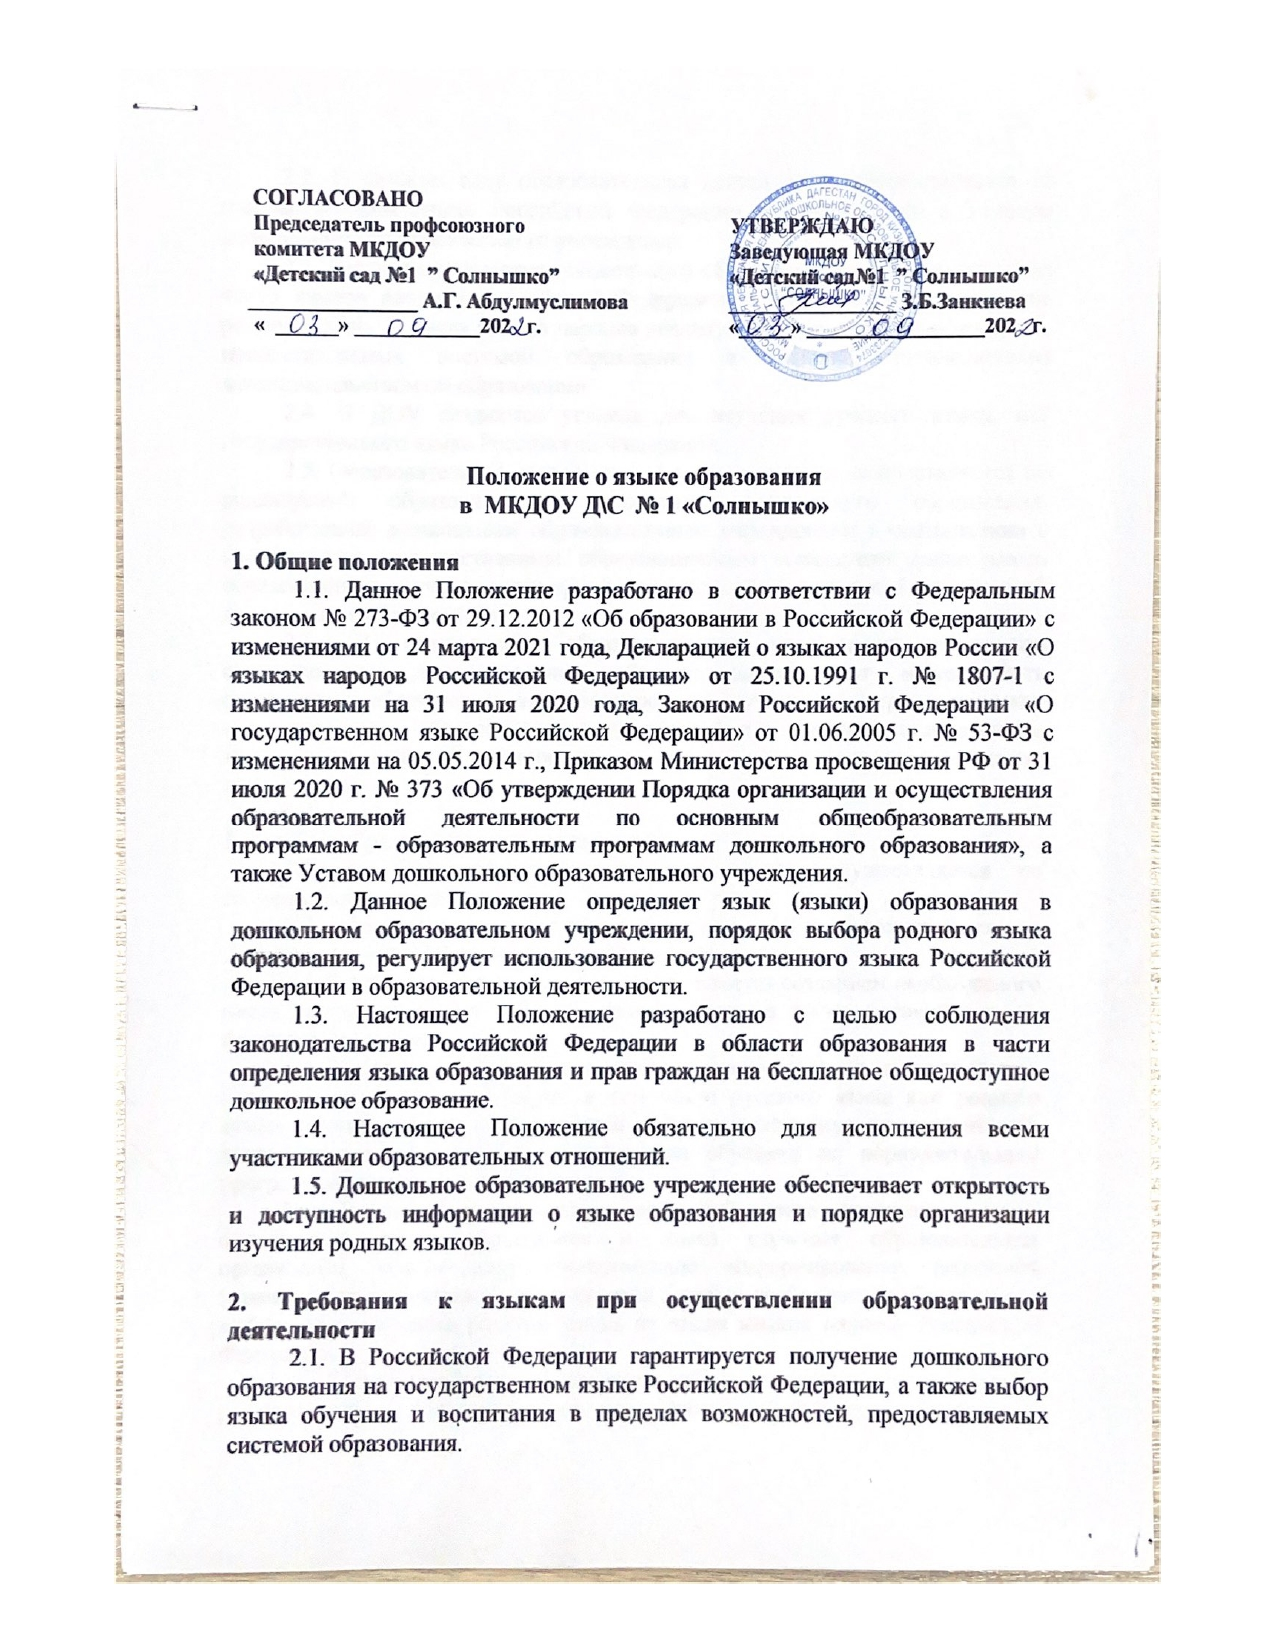 СОГЛАСОВАНО
Председатель профсоюзного
комитета МКДОУ
«Детский сад №1 ” Солнышко”
А.Г. Абдулмуслимова
« 03 » 09 2022г.
УТВЕРЖДАЮ
Заведующая МКДОУ
«Детский сад№1 ” Солнышко”
З.Б.Занкиева
« 03 » 09 2022г.
МКДОУ
"СОЛНЫШКО"
Положение о языке образования
в МКДОУ Д\С № 1 «Солнышко»
1. Общие положения
1.1. Данное Положение разработано в соответствии с Федеральным
законом № 273-ФЗ от 29.12.2012 «Об образовании в Российской Федерации» с
изменениями от 24 марта 2021 года, Декларацией о языках народов России «О
языках народов Российской Федерации» от 25.10.1991 г. № 1807-1 с
изменениями на 31 июля 2020 года, Законом Российской Федерации «О
государственном языке Российской Федерации» от 01.06.2005 г. № 53-ФЗ с
изменениями на 05.05.2014 г., Приказом Министерства просвещения РФ от 31
июля 2020 г. № 373 «Об утверждении Порядка организации и осуществления
образовательной деятельности по основным общеобразовательным
программам - образовательным программам дошкольного образования», а
также Уставом дошкольного образовательного учреждения.
1.2. Данное Положение определяет язык (языки) образования в
дошкольном образовательном учреждении, порядок выбора родного языка
образования, регулирует использование государственного языка Российской
Федерации в образовательной деятельности.
1.3. Настоящее Положение разработано с целью соблюдения
законодательства Российской Федерации в области образования в части
определения языка образования и прав граждан на бесплатное общедоступное
дошкольное образование.
1.4. Настоящее Положение обязательно для исполнения всеми
участниками образовательных отношений.
1.5. Дошкольное образовательное учреждение обеспечивает открытость
и доступность информации о языке образования и порядке организации
изучения родных языков.
2. Требования к языкам при осуществлении образовательной
деятельности
2.1. В Российской Федерации гарантируется получение дошкольного
образования на государственном языке Российской Федерации, а также выбор
языка обучения и воспитания в пределах возможностей, предоставляемых
системой образования.